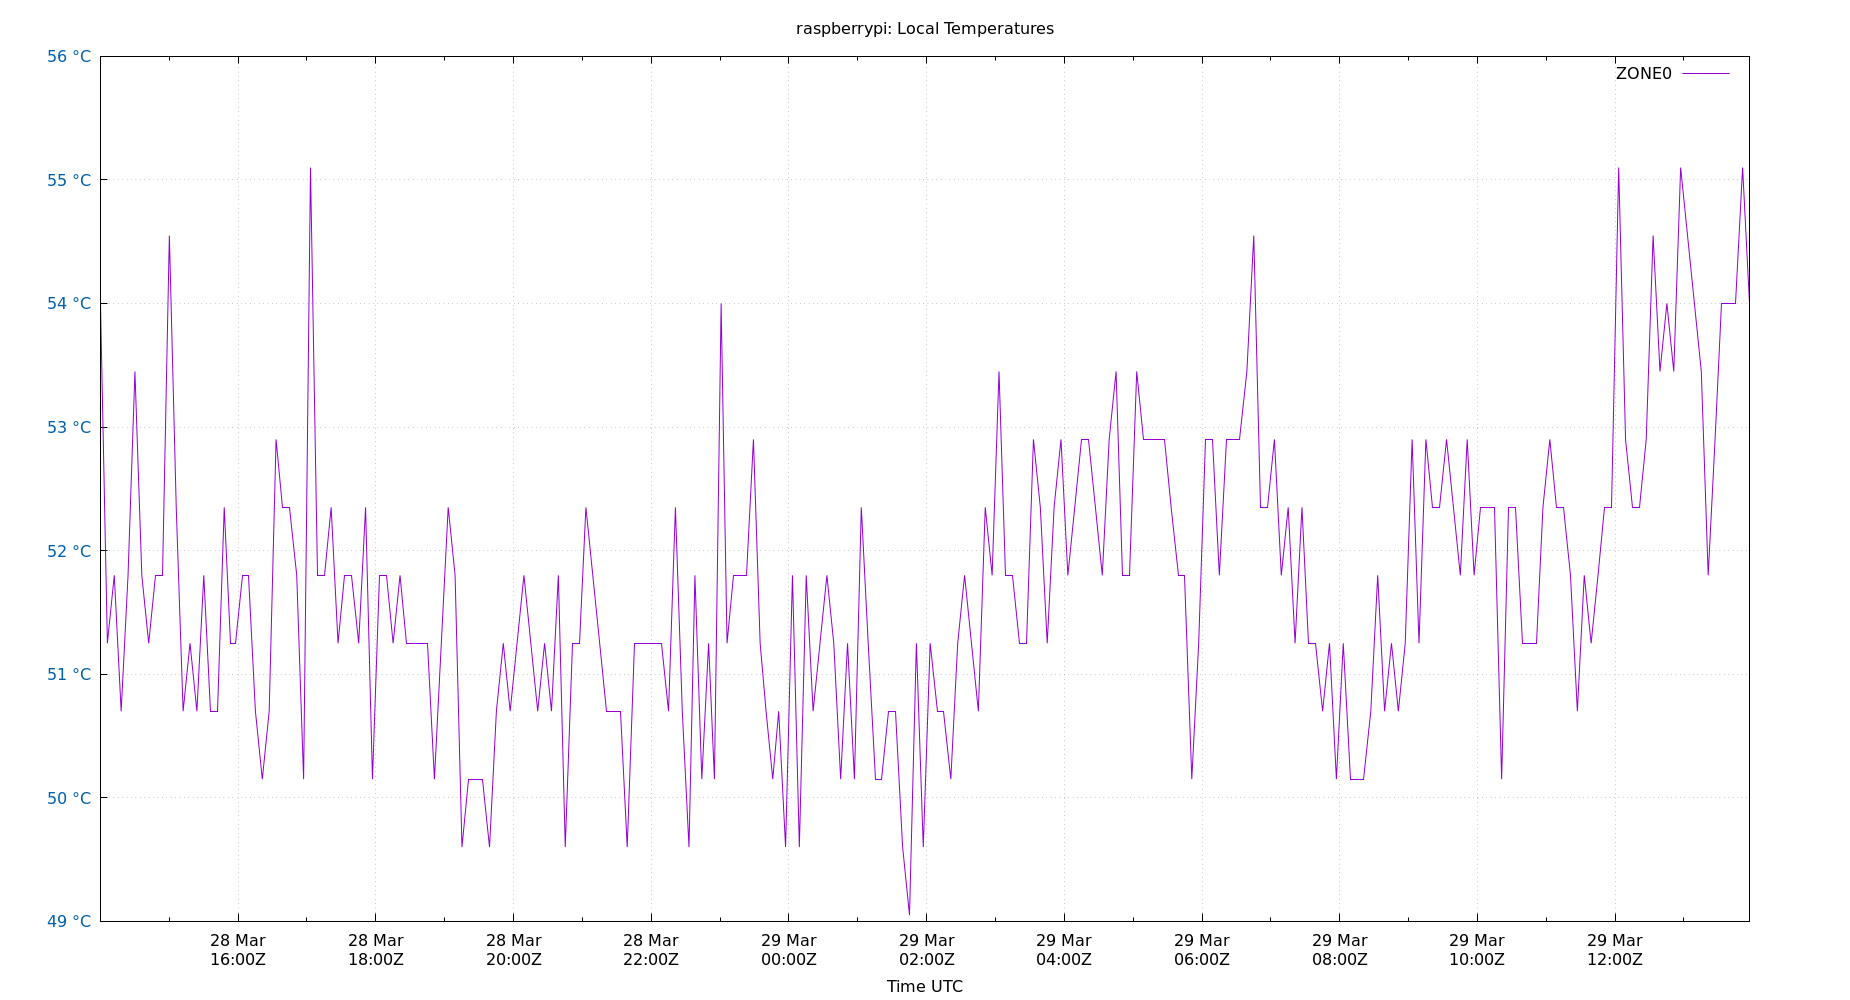 raspberrypi: Local Temperatures
56 °C
ZONE0
55 °C
54 °C
53 °C
52 °C
51 °C
50 °C
49 °C
28 Mar 28 Mar 28 Mar 28 Mar 29 Mar 29 Mar 29 Mar 29 Mar 29 Mar 29 Mar 29 Mar
16:00Z 18:00Z 20:00Z 22:00Z 00:00Z 02:00Z 04:00Z 06:00Z 08:00Z 10:00Z 12:00Z
Time UTC